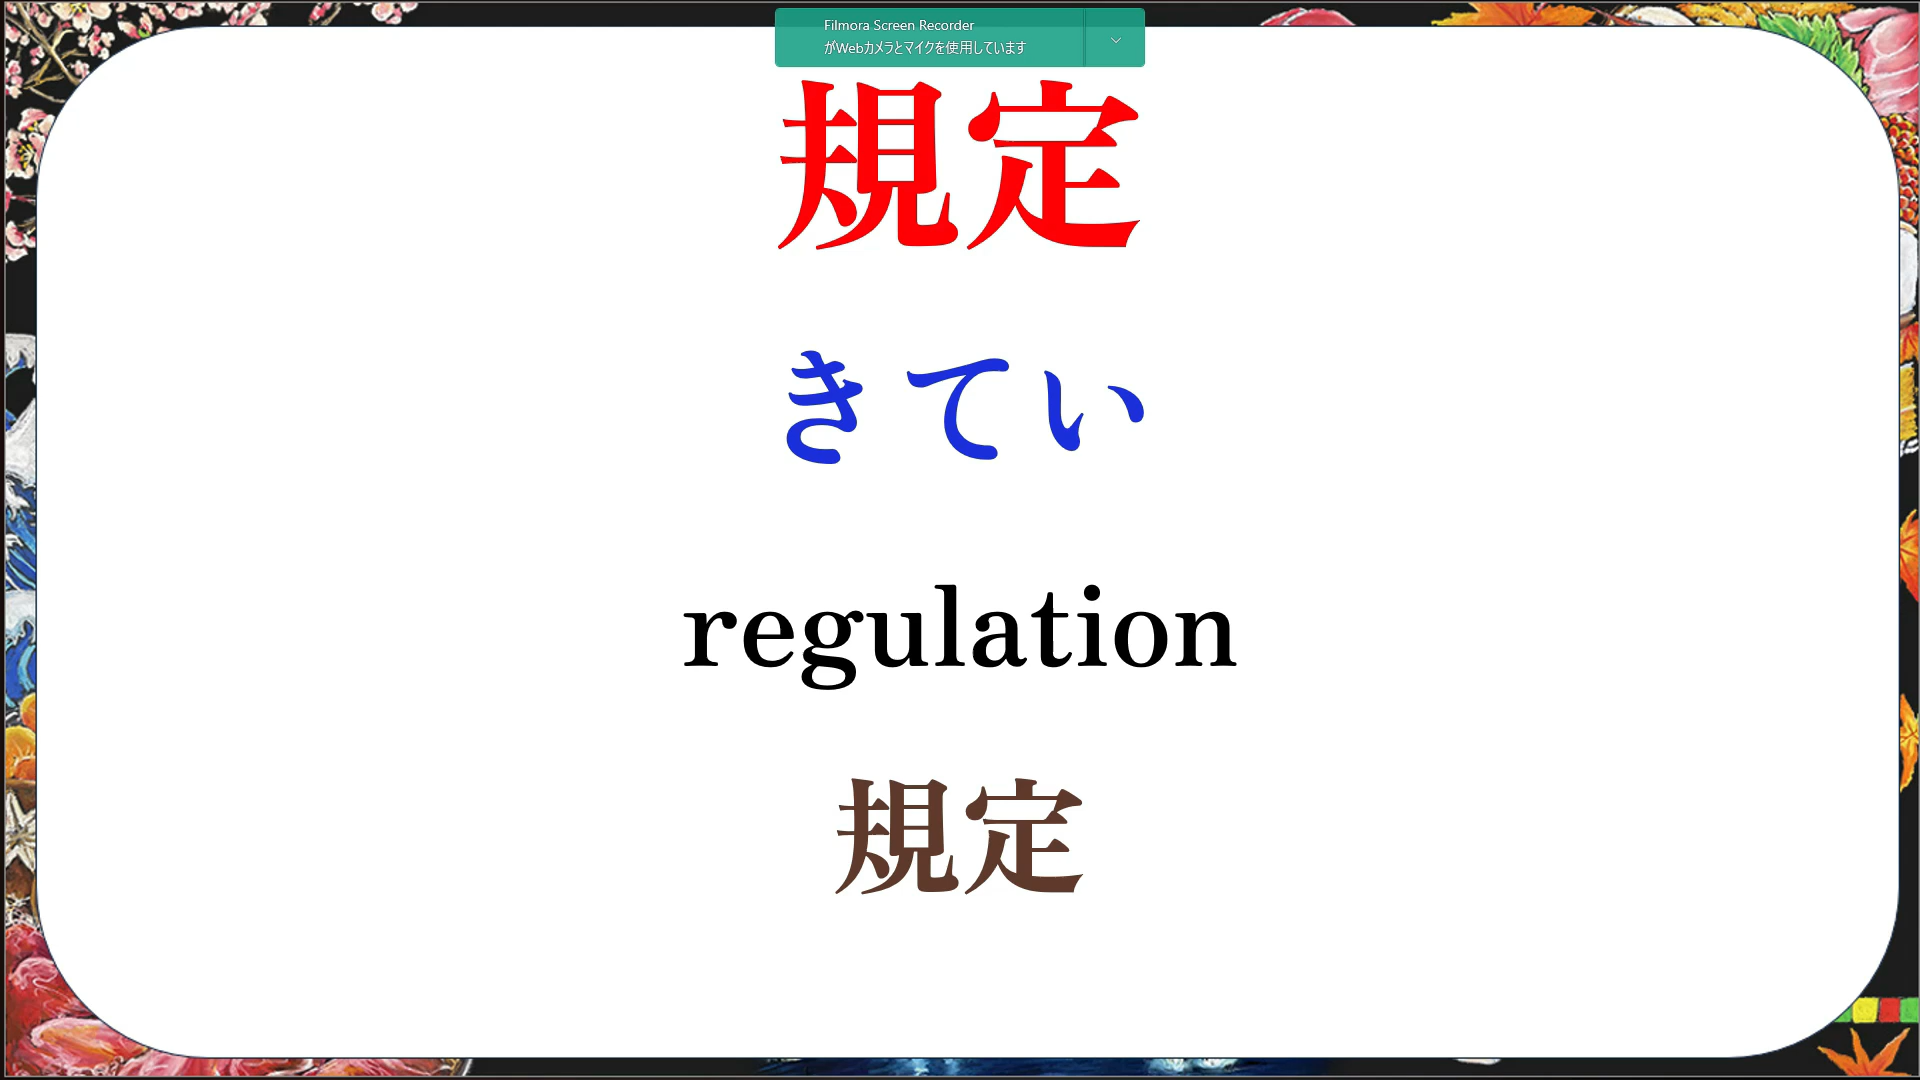 Filmora Screen Recorder
がWebカメラとマイクを使用しています
規定
きてい
regulation
規定